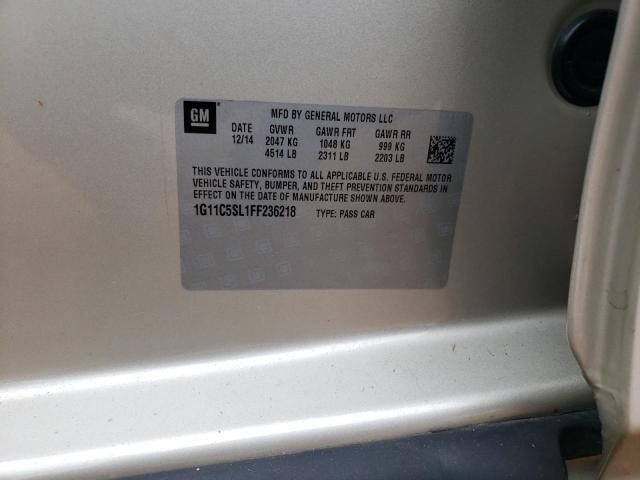 GM
MFD BY GENERAL MOTORS LLC
DATE GVWR GAWR FRT GAWR RR
12/14 2047 KG 1048 KG 999 KG
4514 LB 2311 LB 2203 LB
THIS VEHICLE CONFORMS TO ALL APPLICABLE U.S. FEDERAL MOTOR
VEHICLE SAFETY, BUMPER, AND THEFT PREVENTION STANDARDS IN
EFFECT ON THE DATE OF MANUFACTURE SHOWN ABOVE.
1G11C5SL1FF236218 TYPE: PASS CAR